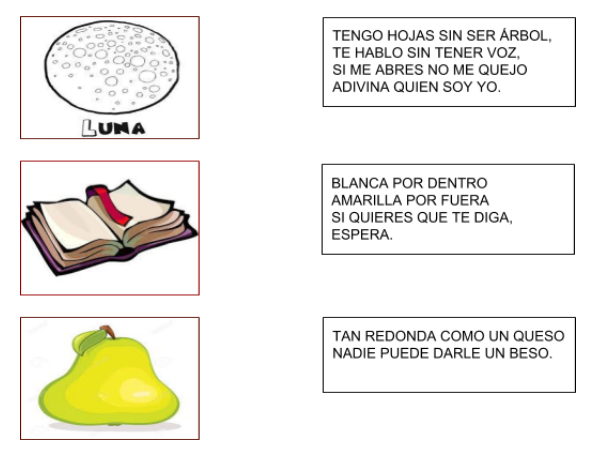 LUNA
TENGO HOJAS SIN SER ÁRBOL,
TE HABLO SIN TENER VOZ,
SI ME ABRES NO ME QUEJO
ADIVINA QUIEN SOY YO.
BLANCA POR DENTRO
AMARILLA POR FUERA
SI QUIERES QUE TE DIGA,
ESPERA.
TAN REDONDA COMO UN QUESO
NADIE PUEDE DARLE UN BESO.